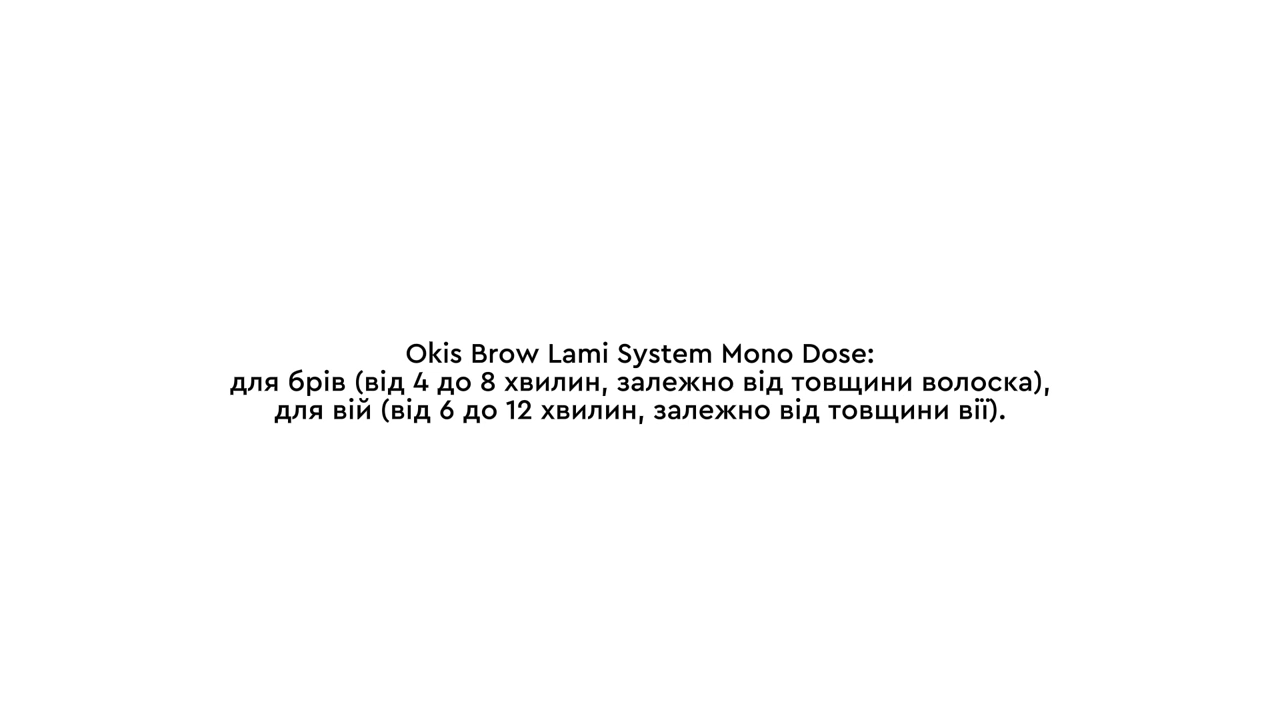 Okis Brow Lami System Mono Dose:
для брів (від 4 до 8 хвилин, залежно від товщини волоска),
для вій (від 6 до 12 хвилин, залежно від товщини вії).